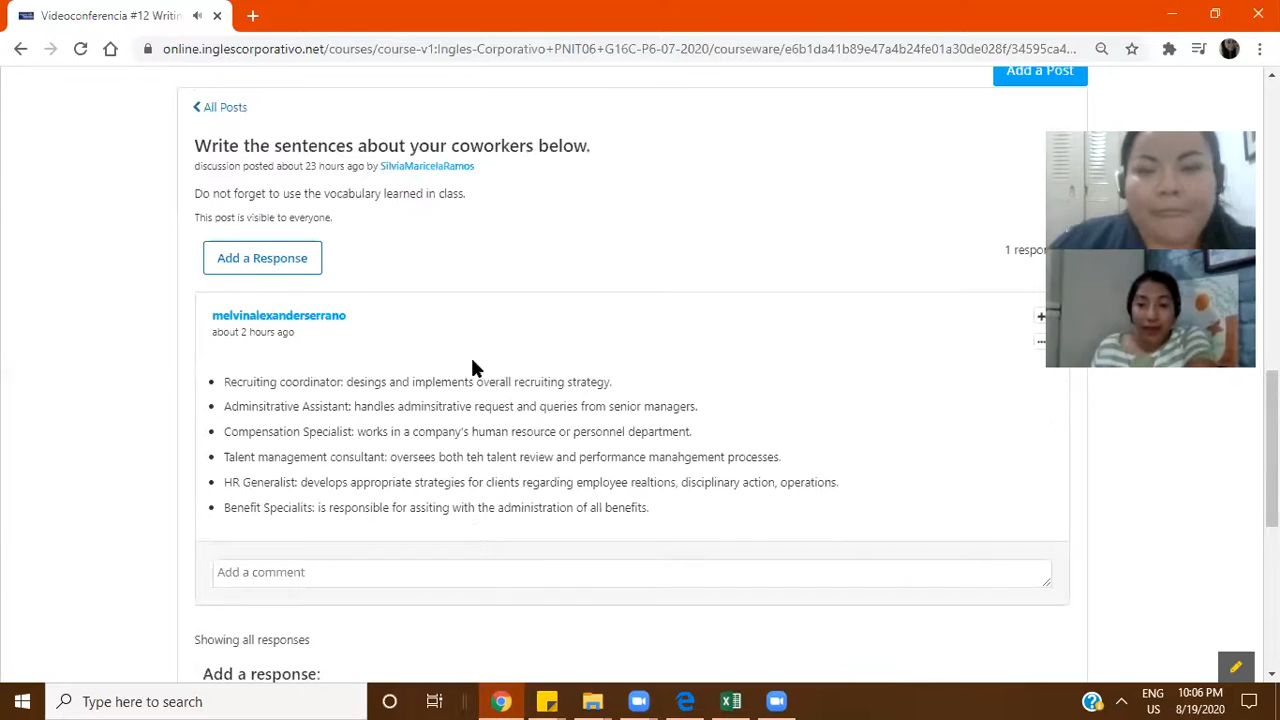 Videoconferencia #12 Writin
online.inglescorporativo.net/courses/course-v1:Ingles-Corporativo+PNIT06+G16C-P6-07-2020/courseware/e6b1da41b89e47a4b24fe01a30de028f/34595ca4...
Add a Post
All Posts
Write the sentences about your coworkers below.
discussion posted about 23 hours ago by SilviaMaricelaRamos
Do not forget to use the vocabulary learned in class.
This post is visible to everyone.
Add a Response
1 respon
melvinalexanderserrano
about 2 hours ago
Recruiting coordinator: desings and implements overall recruiting strategy.
Adminsitrative Assistant: handles adminsitrative request and queries from senior managers.
Compensation Specialist: works in a company's human resource or personnel department.
Talent management consultant: oversees both teh talent review and performance manahgement processes.
HR Generalist: develops appropriate strategies for clients regarding employee realtions, disciplinary action, operations.
Benefit Specialits: is responsible for assiting with the administration of all benefits.
Add a comment
Showing all responses
Add a response:
Type here to search
ENG
US
10:06 PM
8/19/2020